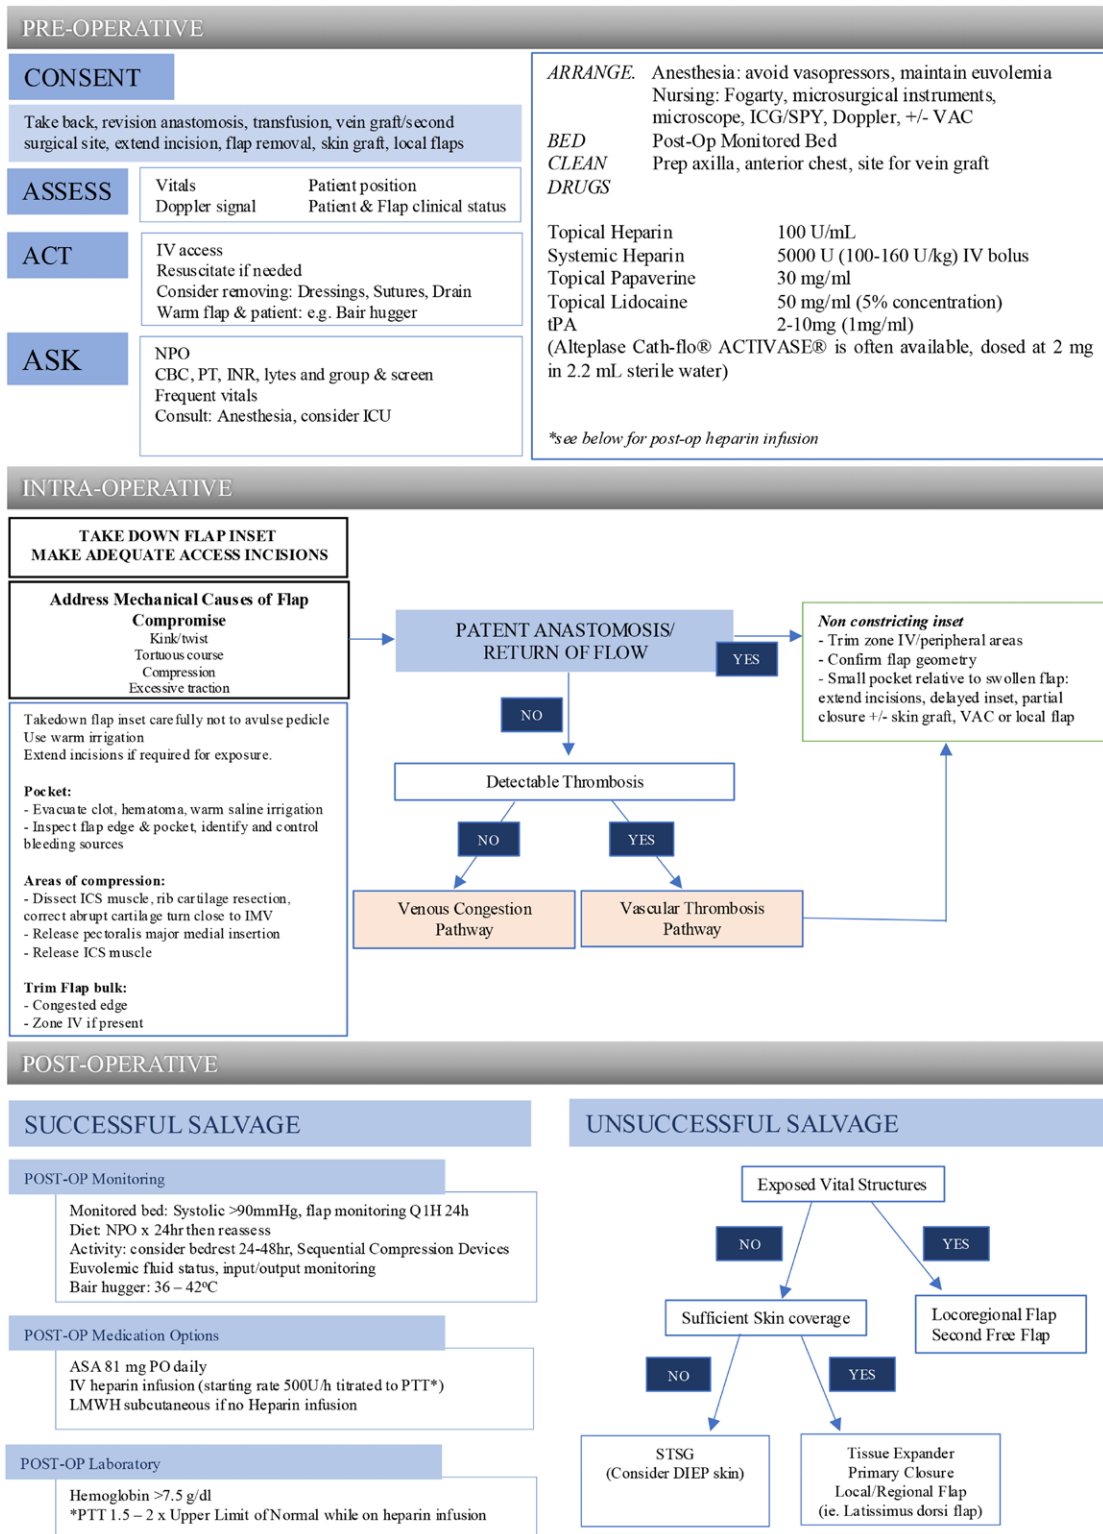 PRE-OPERATIVE
CONSENT
Take back, revision anastomosis, transfusion, vein graft/second
surgical site, extend incision, flap removal, skin graft, local flaps
ASSESS
Vitals
Patient position
Doppler signal
Patient & Flap clinical status
ACT
IV access
Resuscitate if needed
Consider removing: Dressings, Sutures, Drain
Warm flap & patient: e.g. Bair hugger
ASK
NPO
CBC, PT, INR, lytes and group & screen
Frequent vitals
Consult: Anesthesia, consider ICU
ARRANGE. Anesthesia: avoid vasopressors, maintain euvolemia
Nursing: Fogarty, microsurgical instruments,
microscope, ICG/SPY, Doppler, +/- VAC
BED Post-Op Monitored Bed
CLEAN Prep axilla, anterior chest, site for vein graft
DRUGS
Topical Heparin 100 U/mL
Systemic Heparin 5000 U (100-160 U/kg) IV bolus
Topical Papaverine 30 mg/ml
Topical Lidocaine 50 mg/ml (5% concentration)
tPA 2-10mg (1mg/ml)
(Alteplase Cath-flo® ACTIVASE® is often available, dosed at 2 mg
in 2.2 mL sterile water)
*see below for post-op heparin infusion
INTRA-OPERATIVE
TAKE DOWN FLAP INSET
MAKE ADEQUATE ACCESS INCISIONS
Address Mechanical Causes of Flap
Compromise
Kink/twist
Tortuous course
Compression
Excessive traction
Takedown flap inset carefully not to avulse pedicle
Use warm irrigation
Extend incisions if required for exposure.
Pocket:
- Evacuate clot, hematoma, warm saline irrigation
- Inspect flap edge & pocket, identify and control
bleeding sources
Areas of compression:
- Dissect ICS muscle, rib cartilage resection,
correct abrupt cartilage turn close to IMV
- Release pectoralis major medial insertion
- Release ICS muscle
Trim Flap bulk:
- Congested edge
- Zone IV if present
PATENT ANASTOMOSIS/
RETURN OF FLOW
YES
NO
Non constricting inset
- Trim zone IV/peripheral areas
- Confirm flap geometry
- Small pocket relative to swollen flap:
extend incisions, delayed inset, partial
closure +/- skin graft, VAC or local flap
Detectable Thrombosis
NO
YES
Venous Congestion
Pathway
Vascular Thrombosis
Pathway
POST-OPERATIVE
SUCCESSFUL SALVAGE
POST-OP Monitoring
Monitored bed: Systolic >90mmHg, flap monitoring Q1H 24h
Diet: NPO x 24hr then reassess
Activity: consider bedrest 24-48hr, Sequential Compression Devices
Euvolemic fluid status, input/output monitoring
Bair hugger: 36 – 42ºC
POST-OP Medication Options
ASA 81 mg PO daily
IV heparin infusion (starting rate 500U/h titrated to PTT*)
LMWH subcutaneous if no Heparin infusion
POST-OP Laboratory
Hemoglobin >7.5 g/dl
*PTT 1.5 – 2 x Upper Limit of Normal while on heparin infusion
UNSUCCESSFUL SALVAGE
Exposed Vital Structures
NO
YES
Sufficient Skin coverage
Locoregional Flap
Second Free Flap
NO
YES
STSG
(Consider DIEP skin)
Tissue Expander
Primary Closure
Local/Regional Flap
(ie. Latissimus dorsi flap)